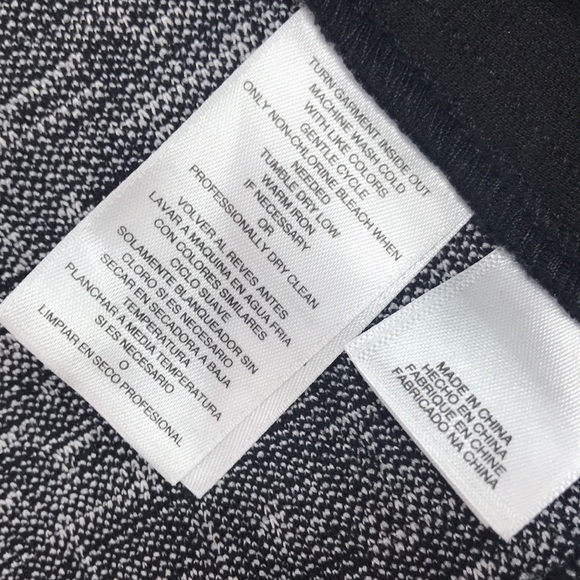 TURN GARMENT INSIDE OUT
MACHINE WASH COLD
WITH LIKE COLORS
GENTLE CYCLE
ONLY NON-CHLORINE BLEACH WHEN
NEEDED
TUMBLE DRY LOW
WARM IRON
IF NECESSARY
OR
PROFESSIONALLY DRY CLEAN
VOLVER AL REVES ANTES
LAVAR A MAQUINA EN AGUA FRIA
CON COLORES SIMILARES
CICLO SUAVE
SOLAMENTE BLANQUEADOR SIN
CLORO SI ES NECESARIO
SECAR EN SECADORA A BAJA
TEMPERATURA
PLANCHAR A MEDIA TEMPERATURA
SI ES NECESARIO
O
LIMPIAR EN SECO PROFESIONAL
MADE IN CHINA
HECHO EN CHINA
FABRIQUE EN CHINE
FABRICADO NA CHINA